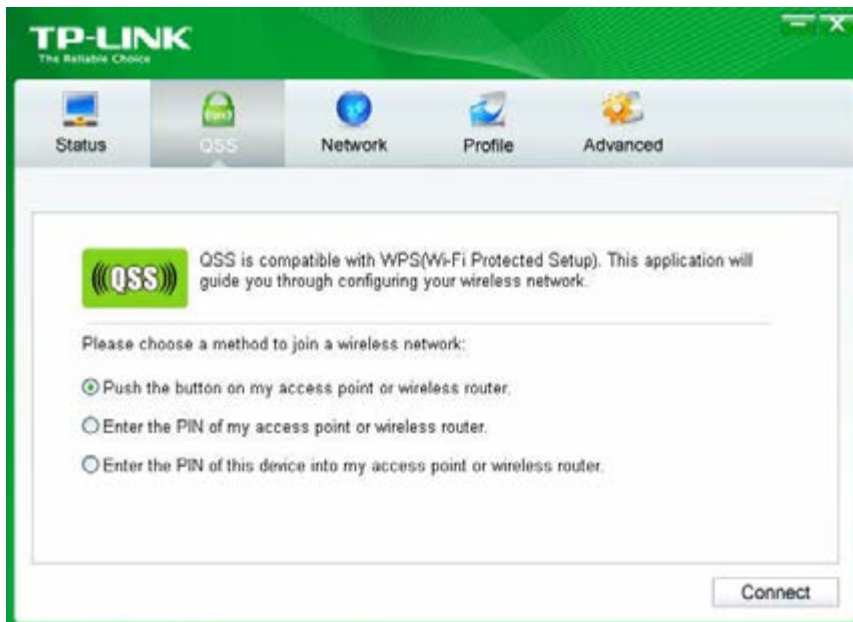 TP-LINK
The Reliable Choice
Status QSS Network Profile Advanced
QSS is compatible with WPS(Wi-Fi Protected Setup). This application will
(((QSS))) guide you through configuring your wireless network.
Please choose a method to join a wireless network:
Push the button on my access point or wireless router.
Enter the PIN of my access point or wireless router.
Enter the PIN of this device into my access point or wireless router.
Connect